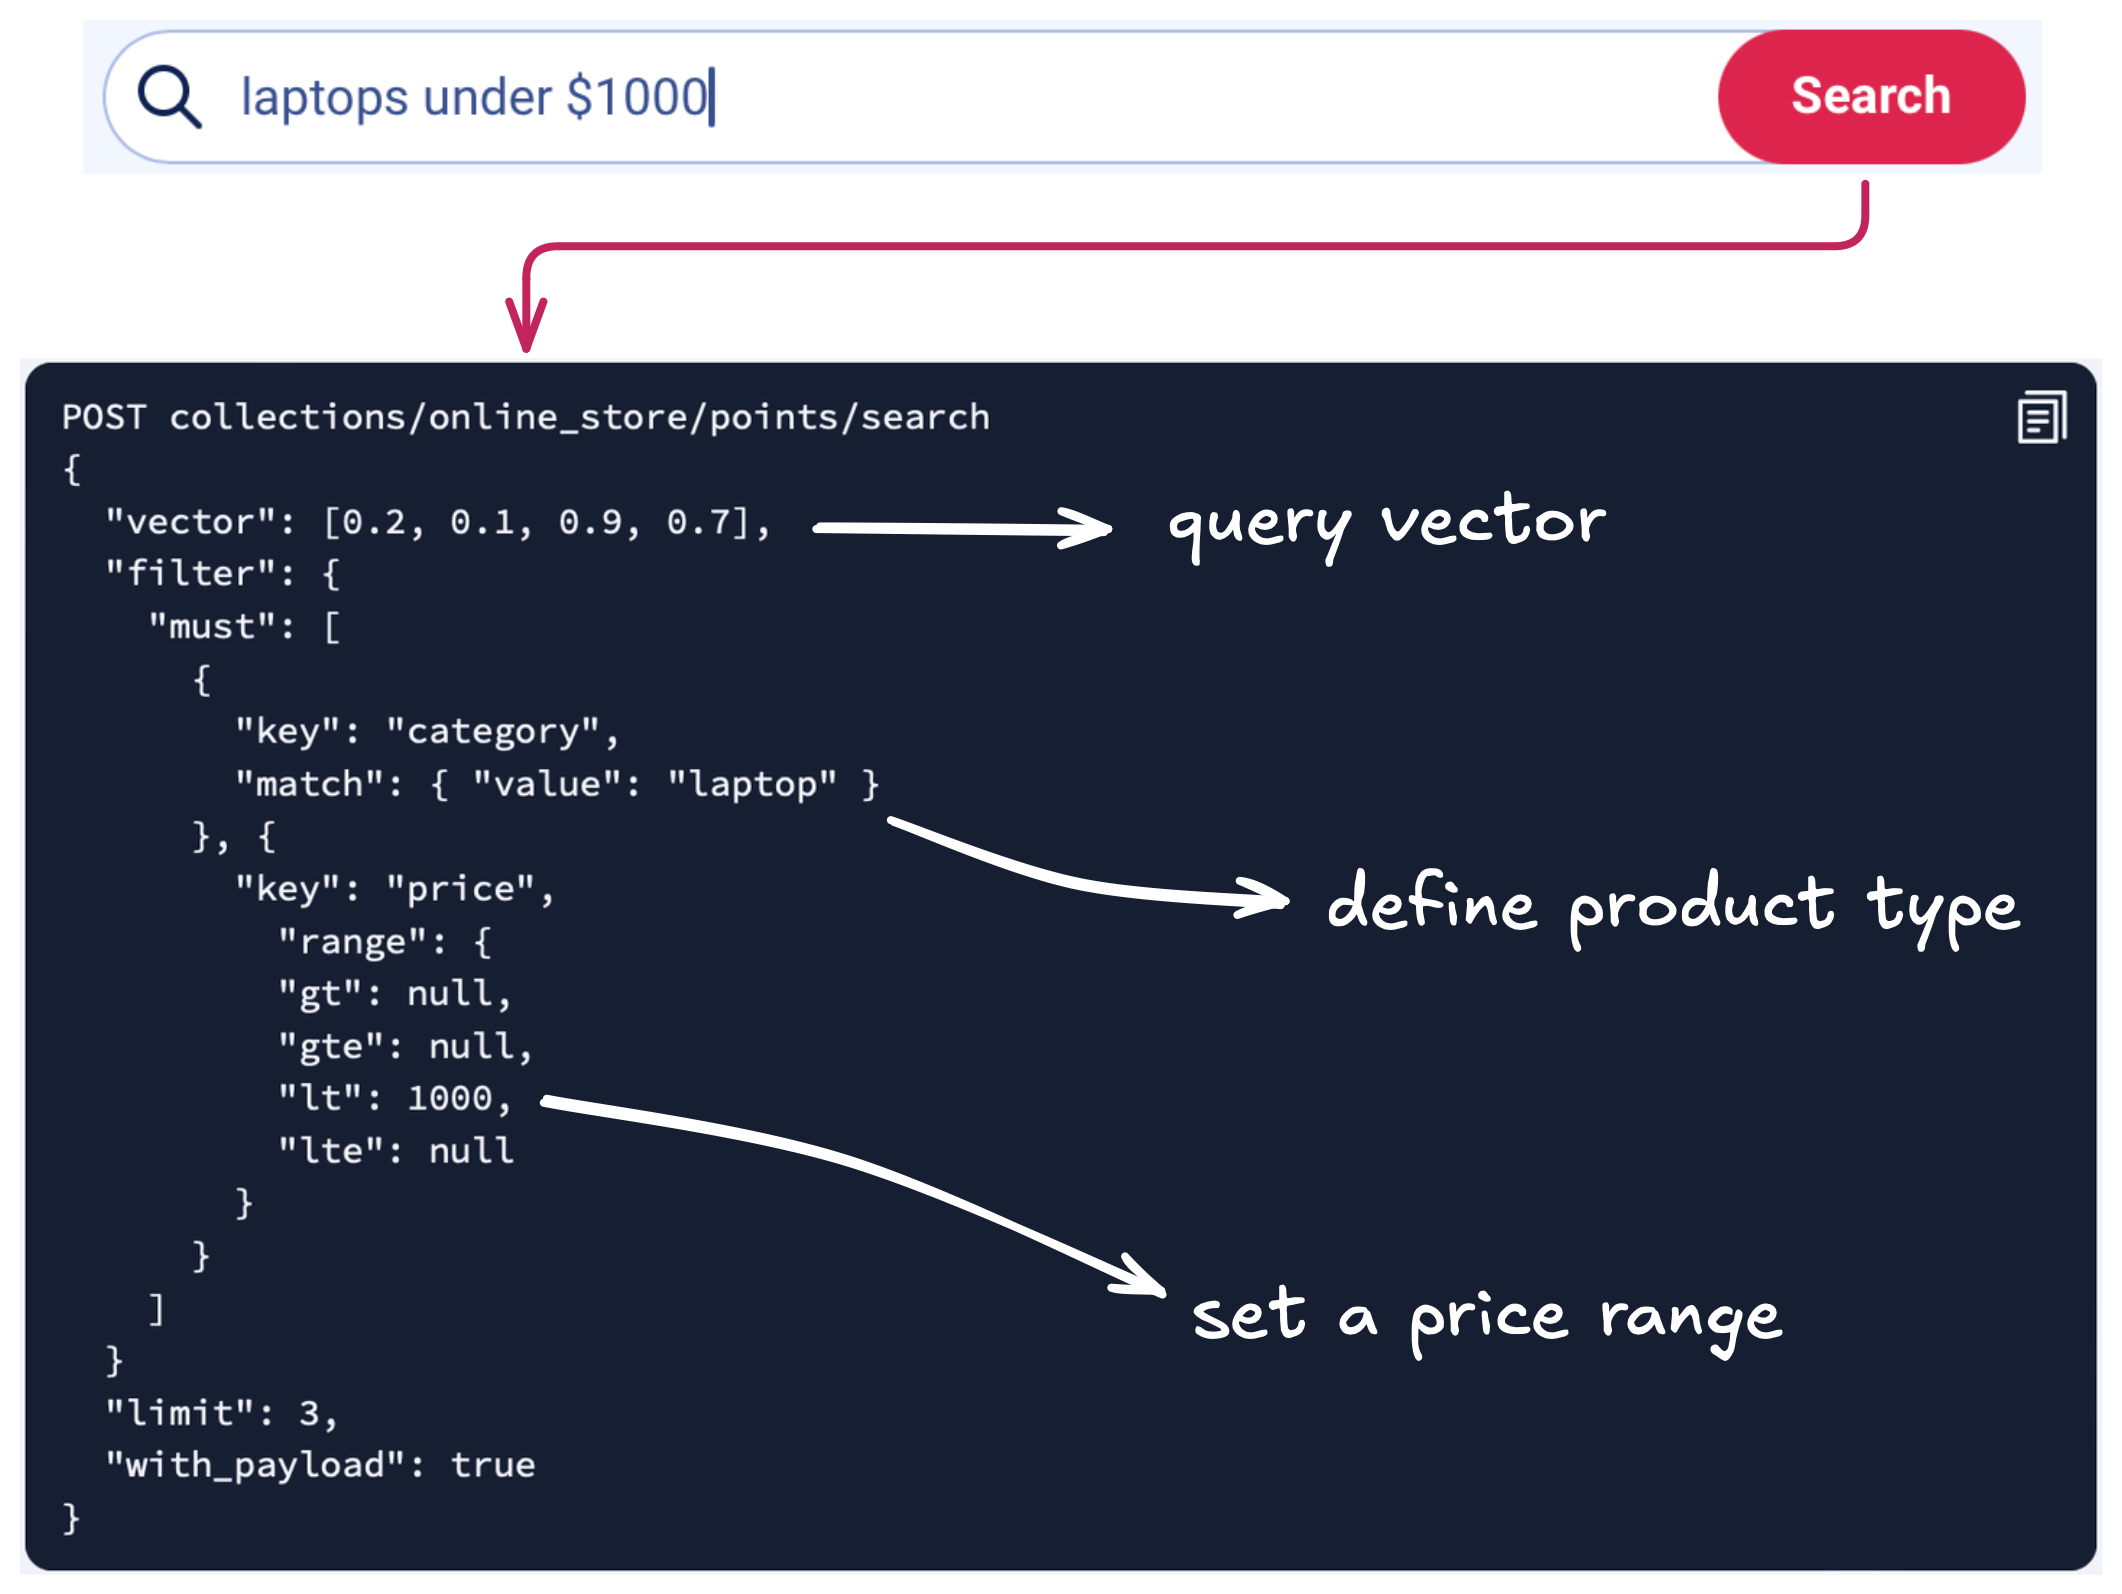 laptops under $1000
Search
POST collections/online_store/points/search
{
"vector": [0.2, 0.1, 0.9, 0.7],
query vector
"filter": {
"must": [
{
"key": "category",
"match": { "value": "laptop" }
}, {
define product type
"key": "price",
"range": {
"gt": null,
"gte": null,
"lt": 1000,
"lte": null
}
}
set a price range
]
}
"limit": 3,
"with_payload": true
}